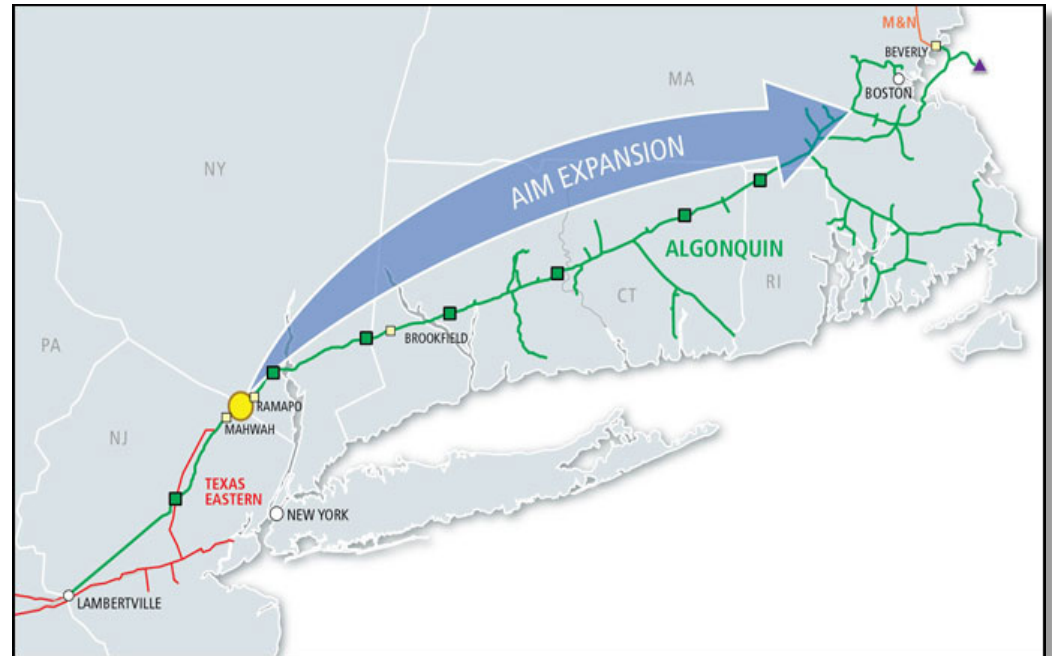 M&N
BEVERLY
BOSTON
MA
NY
AIM EXPANSION
ALGONQUIN
RI
CT
PA
BROOKFIELD
RAMAPO
MAHWAH
NJ
TEXAS
EASTERN
NEW YORK
LAMBERTVILLE